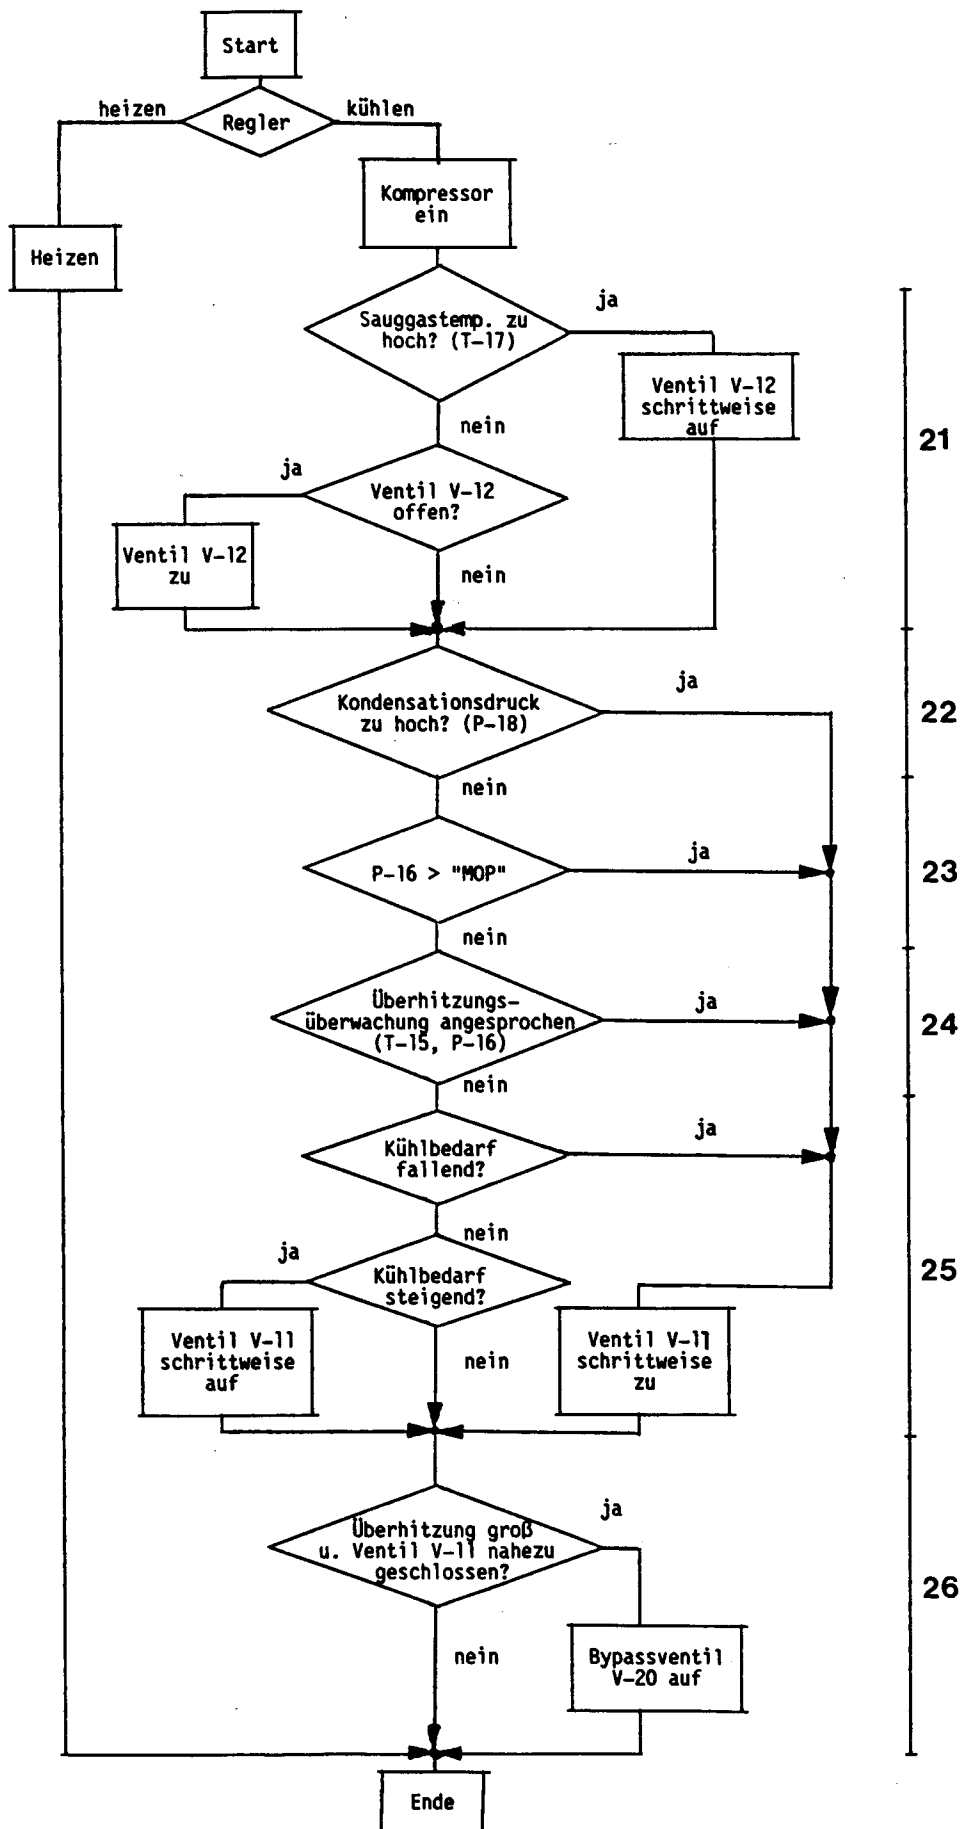 Start
heizen
Regler
kühlen
Kompressor
ein
Heizen
Sauggastemp. zu
hoch? (T-17)
ja
Ventil V-12
schrittweise
auf
nein
21
ja
Ventil V-12
offen?
Ventil V-12
zu
nein
Kondensationsdruck
zu hoch? (P-18)
ja
22
nein
P-16 > "MOP"
ja
23
nein
Überhitzungs-
überwachung angesprochen
(T-15, P-16)
ja
24
nein
Kühlbedarf
fallend?
ja
nein
ja
Kühlbedarf
steigend?
25
Ventil V-11
schrittweise
auf
nein
Ventil V-11
schrittweise
zu
Überhitzung groß
u. Ventil V-11 nahezu
geschlossen?
ja
26
nein
Bypassventil
V-20 auf
Ende